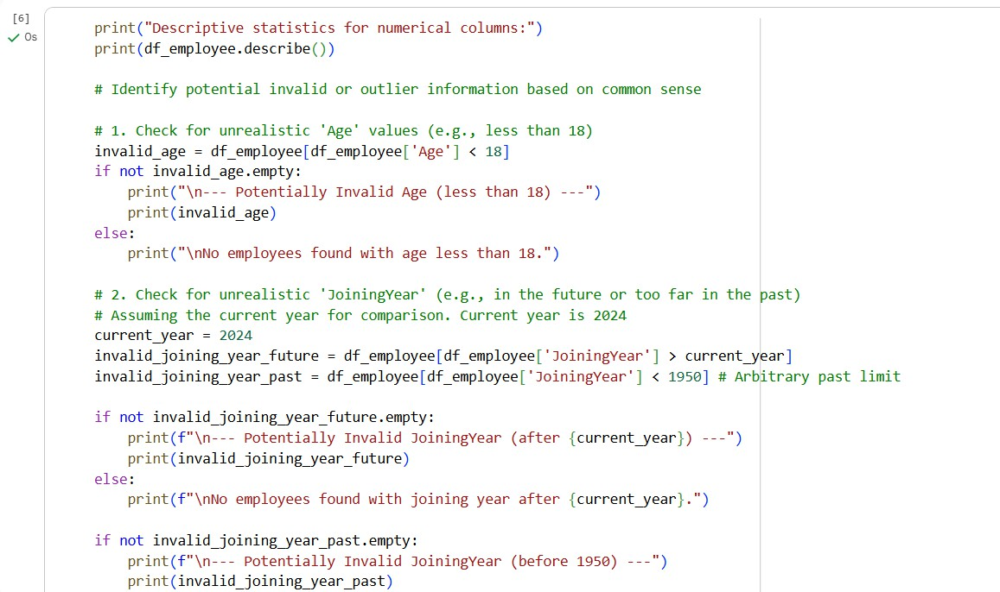 [6]
0s
print("Descriptive statistics for numerical columns:")
print(df_employee.describe())
# Identify potential invalid or outlier information based on common sense
# 1. Check for unrealistic 'Age' values (e.g., less than 18)
invalid_age = df_employee[df_employee['Age'] < 18]
if not invalid_age.empty:
    print("\n--- Potentially Invalid Age (less than 18) ---")
    print(invalid_age)
else:
    print("\nNo employees found with age less than 18.")
# 2. Check for unrealistic 'JoiningYear' (e.g., in the future or too far in the past)
# Assuming the current year for comparison. Current year is 2024
current_year = 2024
invalid_joining_year_future = df_employee[df_employee['JoiningYear'] > current_year]
invalid_joining_year_past = df_employee[df_employee['JoiningYear'] < 1950] # Arbitrary past limit
if not invalid_joining_year_future.empty:
    print(f"\n--- Potentially Invalid JoiningYear (after {current_year}) ---")
    print(invalid_joining_year_future)
else:
    print(f"\nNo employees found with joining year after {current_year}.")
if not invalid_joining_year_past.empty:
    print(f"\n--- Potentially Invalid JoiningYear (before 1950) ---")
    print(invalid_joining_year_past)